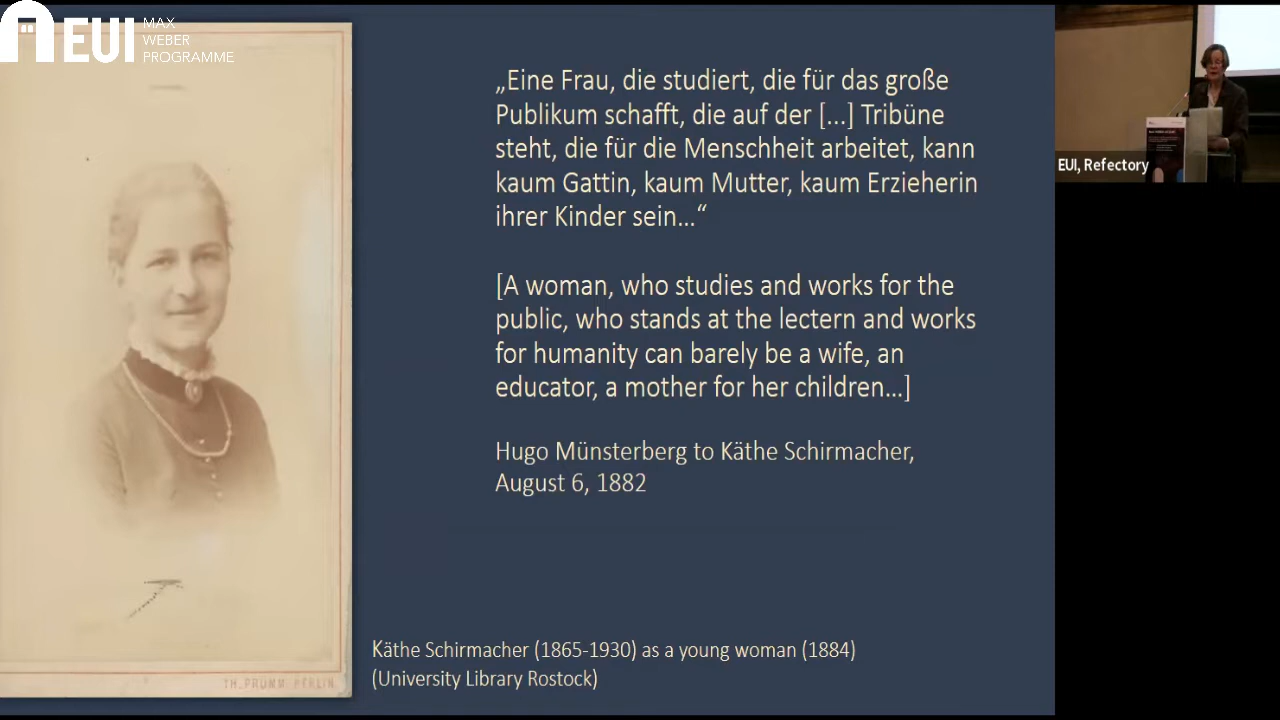 EUI
MAX
WEBER
PROGRAMME
„Eine Frau, die studiert, die für das große
Publikum schafft, die auf der [...] Tribüne
steht, die für die Menschheit arbeitet, kann
kaum Gattin, kaum Mutter, kaum Erzieherin
ihrer Kinder sein...“
[A woman, who studies and works for the
public, who stands at the lectern and works
for humanity can barely be a wife, an
educator, a mother for her children...]
Hugo Münsterberg to Käthe Schirmacher,
August 6, 1882
Käthe Schirmacher (1865-1930) as a young woman (1884)
(University Library Rostock)
EUI, Refectory